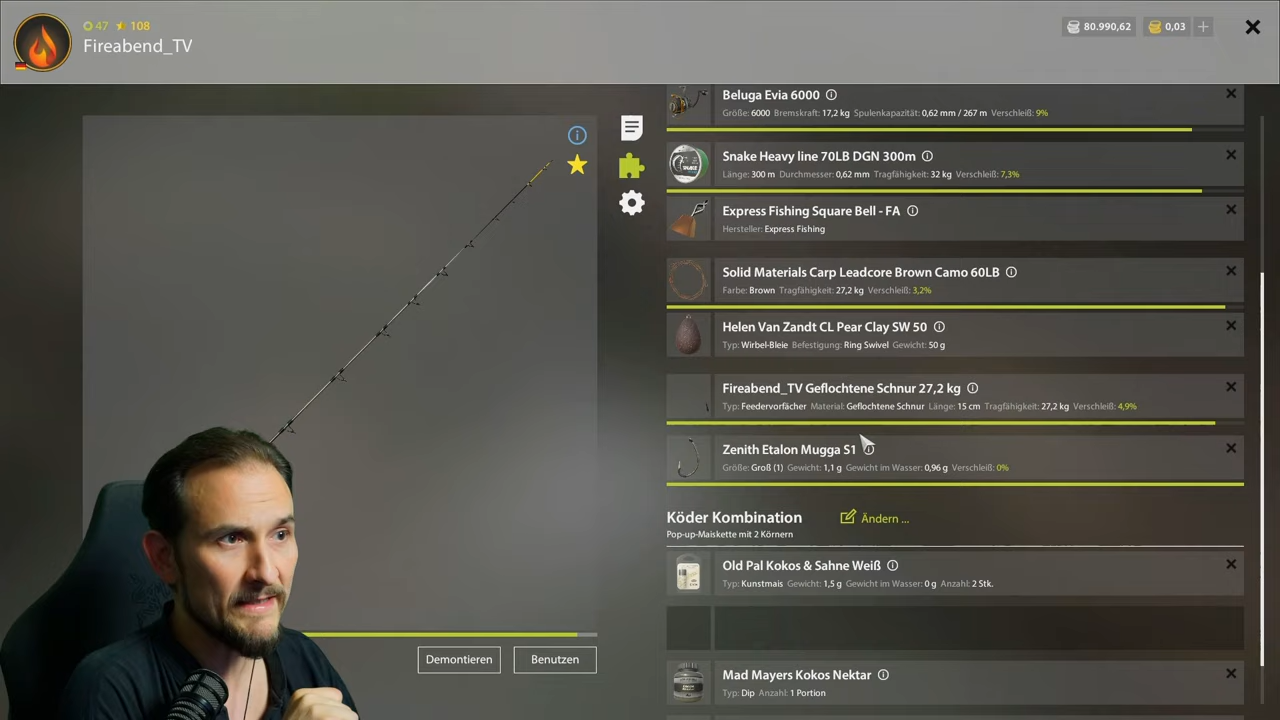 47 108
Fireabend_TV
80.990,62
0,03
Beluga Evia 6000
Größe: 6000 Bremskraft: 17,2 kg Spulenkapazität: 0,62 mm / 267 m Verschleiß: 9%
Snake Heavy line 70LB DGN 300m
Länge: 300 m Durchmesser: 0,62 mm Tragfähigkeit: 32 kg Verschleiß: 7,3%
Express Fishing Square Bell - FA
Hersteller: Express Fishing
Solid Materials Carp Leadcore Brown Camo 60LB
Farbe: Brown Tragfähigkeit: 27,2 kg Verschleiß: 3,2%
Helen Van Zandt CL Pear Clay SW 50
Typ: Wirbel-Bleie Befestigung: Ring Swivel Gewicht: 50 g
Fireabend_TV Geflochtene Schnur 27,2 kg
Typ: Feedervorfächer Material: Geflochtene Schnur Länge: 15 cm Tragfähigkeit: 27,2 kg Verschleiß: 4,9%
Zenith Etalon Mugga S1
Größe: Groß (1) Gewicht: 1,1 g Gewicht im Wasser: 0,96 g Verschleiß: 0%
Köder Kombination
Ändern ...
Pop-up-Maiskette mit 2 Körnern
Old Pal Kokos & Sahne Weiß
Typ: Kunstmais Gewicht: 1,5 g Gewicht im Wasser: 0 g Anzahl: 2 Stk.
Mad Mayers Kokos Nektar
Typ: Dip Anzahl: 1 Portion
Demontieren
Benutzen